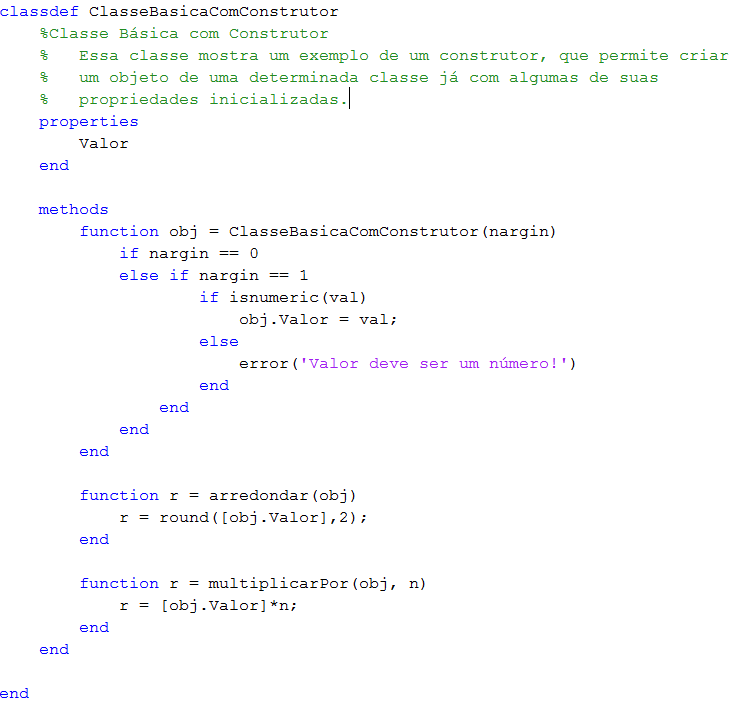 classdef ClasseBasicaComConstrutor
    %Classe Básica com Construtor
    %   Essa classe mostra um exemplo de um construtor, que permite criar
    %   um objeto de uma determinada classe já com algumas de suas
    %   propriedades inicializadas.
    properties
        Valor
    end

    methods
        function obj = ClasseBasicaComConstrutor(nargin)
            if nargin == 0
            else if nargin == 1
                    if isnumeric(val)
                        obj.Valor = val;
                    else
                        error('Valor deve ser um número!')
                    end
                end
            end
        end

        function r = arredondar(obj)
            r = round([obj.Valor],2);
        end

        function r = multiplicarPor(obj, n)
            r = [obj.Valor]*n;
        end
    end

end